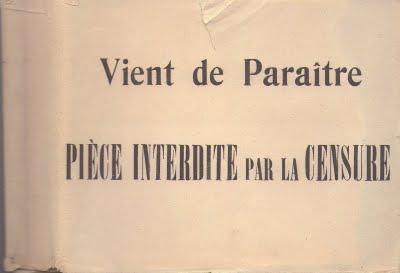 Vient de Paraître
PIÈCE INTERDITE PAR LA CENSURE